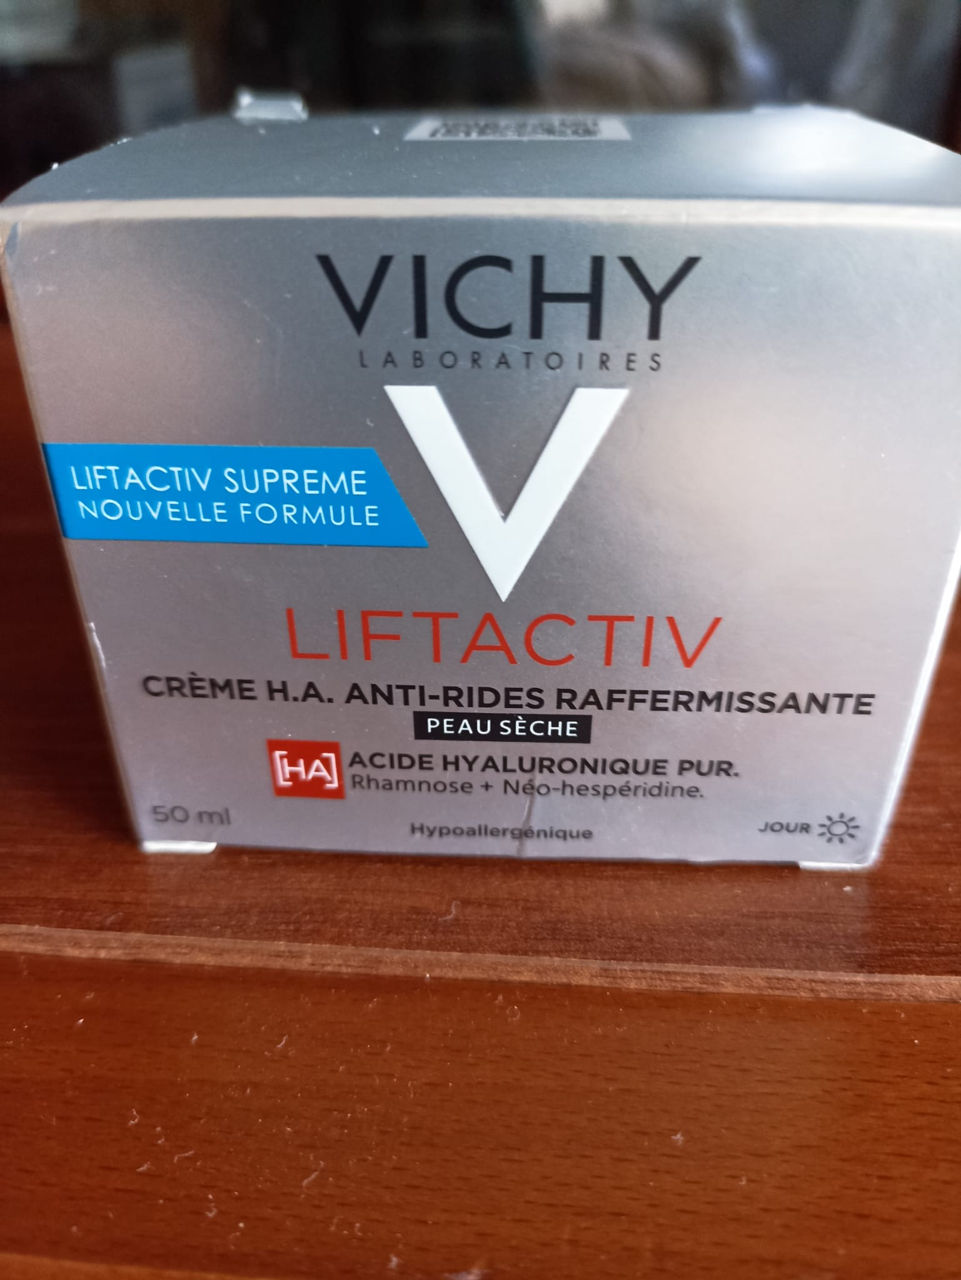 VICHY
LABORATOIRES
LIFTACTIV SUPREME
NOUVELLE FORMULE
LIFTACTIV
CRÈME H.A. ANTI-RIDES RAFFERMISSANTE
PEAU SÈCHE
[HA] ACIDE HYALURONIQUE PUR.
Rhamnose + Néo-hespéridine.
50 ml
Hypoallergénique
JOUR